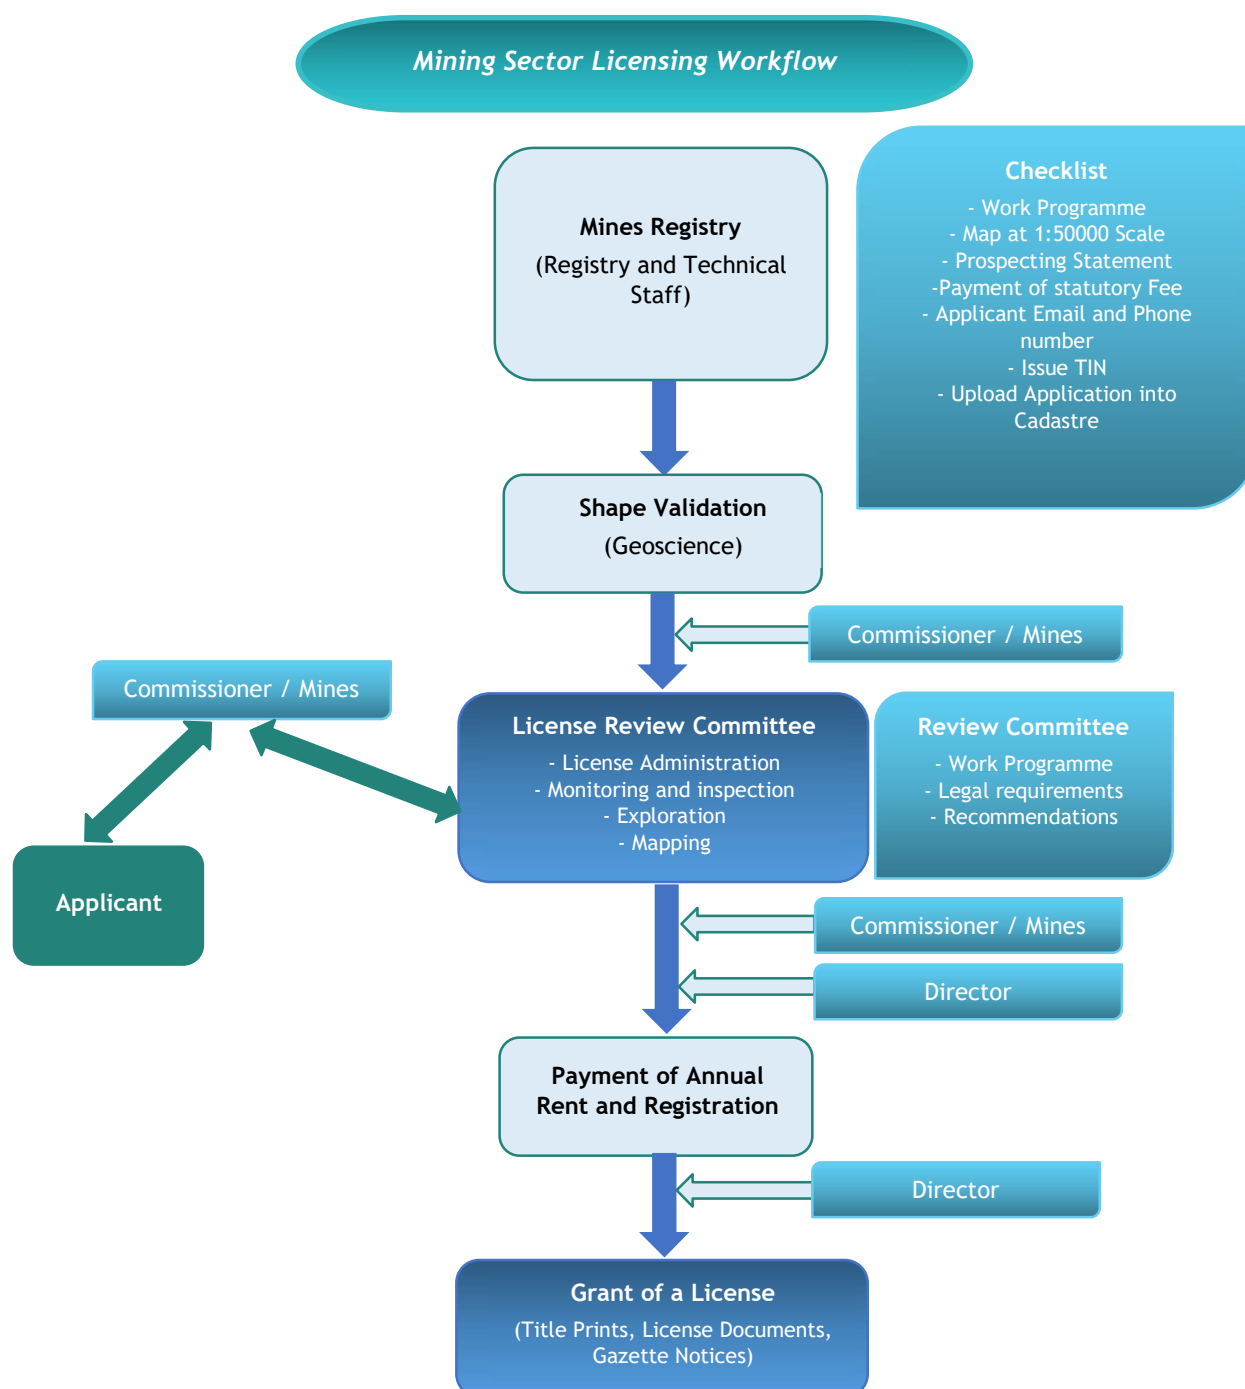 Mining Sector Licensing Workflow
Mines Registry
(Registry and Technical
Staff)
Checklist
- Work Programme
- Map at 1:50000 Scale
- Prospecting Statement
-Payment of statutory Fee
- Applicant Email and Phone
number
- Issue TIN
- Upload Application into
Cadastre
Shape Validation
(Geoscience)
Commissioner / Mines
Commissioner / Mines
License Review Committee
- License Administration
- Monitoring and inspection
- Exploration
- Mapping
Review Committee
- Work Programme
- Legal requirements
- Recommendations
Applicant
Commissioner / Mines
Director
Payment of Annual
Rent and Registration
Director
Grant of a License
(Title Prints, License Documents,
Gazette Notices)